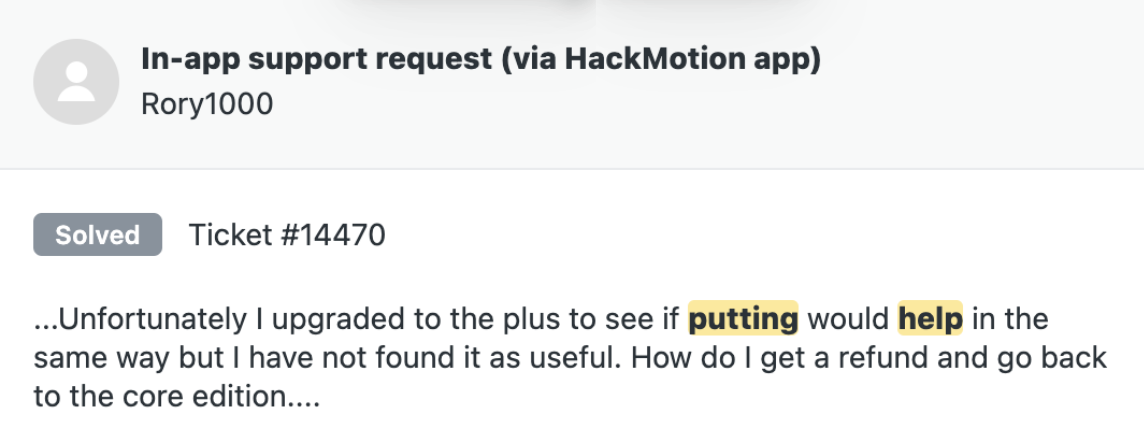 In-app support request (via HackMotion app)
Rory1000
Solved Ticket #14470
...Unfortunately I upgraded to the plus to see if putting would help in the
same way but I have not found it as useful. How do I get a refund and go back
to the core edition....